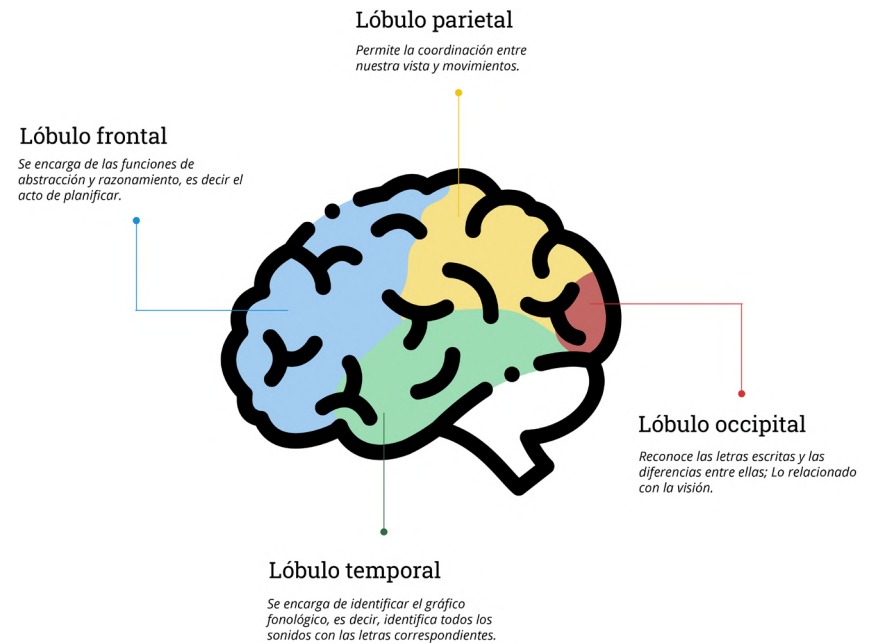 Lóbulo parietal
Permite la coordinación entre
nuestra vista y movimientos.
Lóbulo frontal
Se encarga de las funciones de
abstracción y razonamiento, es decir el
acto de planificar.
Lóbulo occipital
Reconoce las letras escritas y las
diferencias entre ellas; Lo relacionado
con la visión.
Lóbulo temporal
Se encarga de identificar el gráfico
fonológico, es decir, identifica todos los
sonidos con las letras correspondientes.